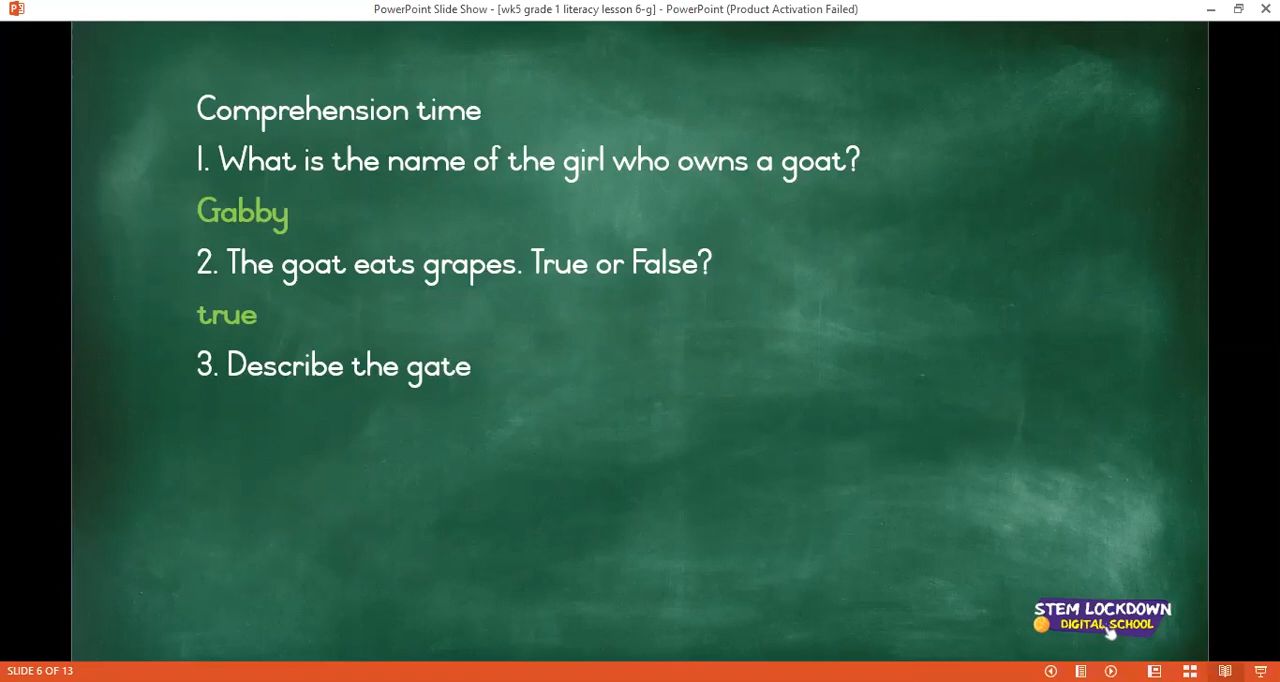 PowerPoint Slide Show - [wk5 grade 1 literacy lesson 6-g] - PowerPoint (Product Activation Failed)
Comprehension time
1. What is the name of the girl who owns a goat?
Gabby
2. The goat eats grapes. True or False?
true
3. Describe the gate
STEM LOCKDOWN
DIGITAL SCHOOL
SLIDE 6 OF 13